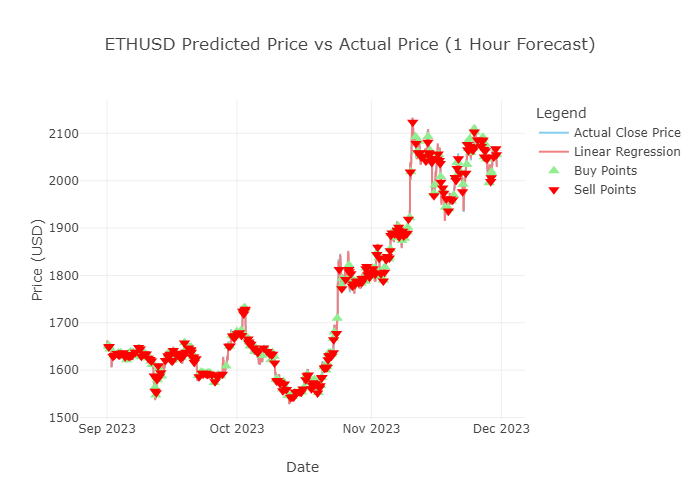 ETHUSD Predicted Price vs Actual Price (1 Hour Forecast)
Legend
Actual Close Price
Linear Regression
Buy Points
Sell Points
Price (USD)
2100
2000
1900
1800
1700
1600
1500
Sep 2023
Oct 2023
Nov 2023
Dec 2023
Date